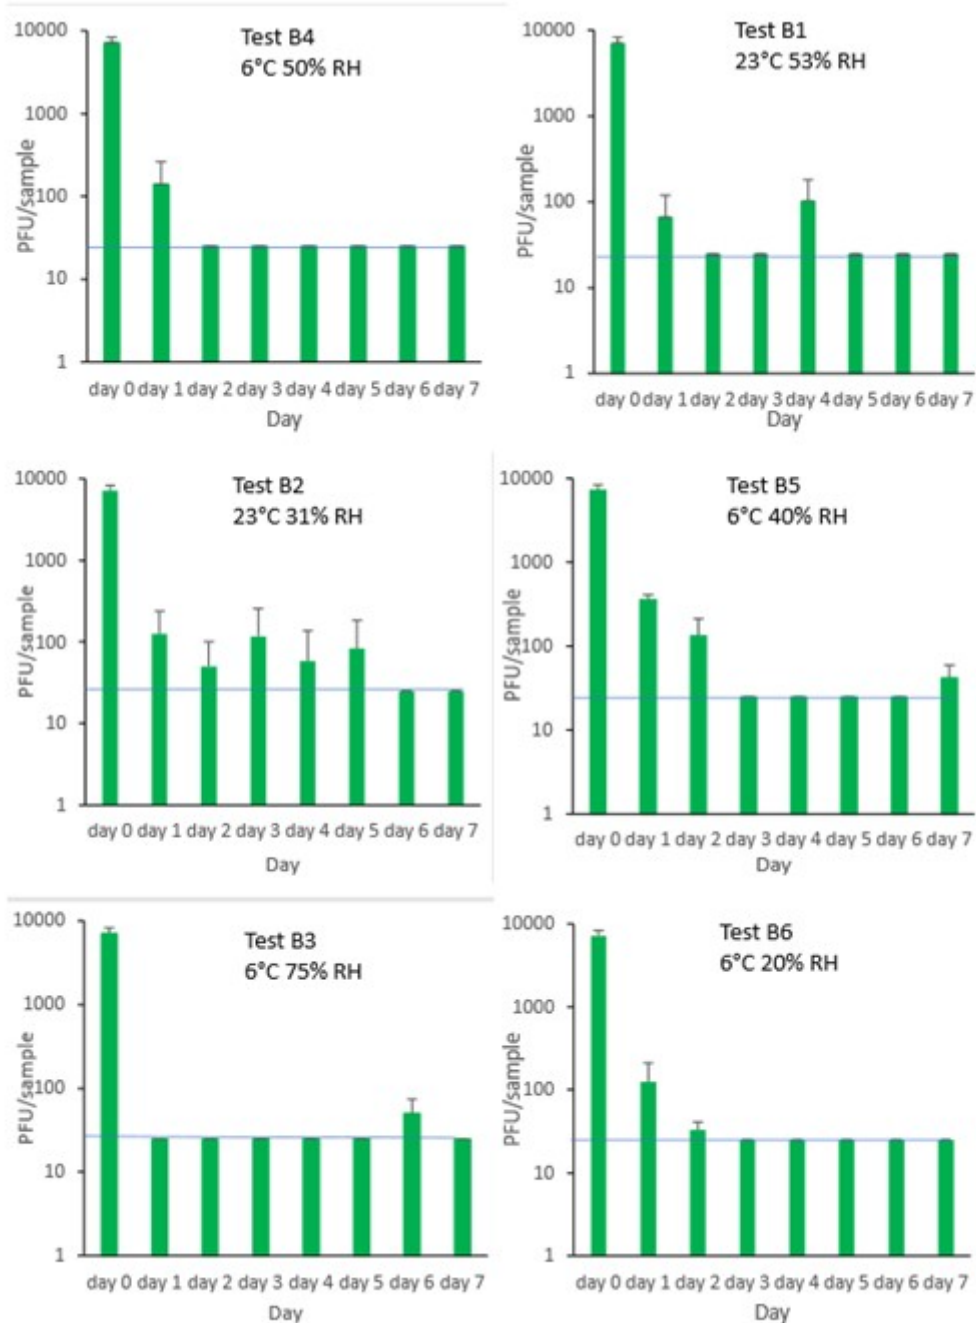 Test B4
6°C 50% RH
PFU/sample
10000
1000
100
10
1
day 0 day 1 day 2 day 3 day 4 day 5 day 6 day 7
Day
Test B1
23°C 53% RH
PFU/sample
10000
1000
100
10
1
day 0 day 1 day 2 day 3 day 4 day 5 day 6 day 7
Day
Test B2
23°C 31% RH
PFU/sample
10000
1000
100
10
1
day 0 day 1 day 2 day 3 day 4 day 5 day 6 day 7
Day
Test B5
6°C 40% RH
PFU/sample
10000
1000
100
10
1
day 0 day 1 day 2 day 3 day 4 day 5 day 6 day 7
Day
Test B3
6°C 75% RH
PFU/sample
10000
1000
100
10
1
day 0 day 1 day 2 day 3 day 4 day 5 day 6 day 7
Day
Test B6
6°C 20% RH
PFU/sample
10000
1000
100
10
1
day 0 day 1 day 2 day 3 day 4 day 5 day 6 day 7
Day